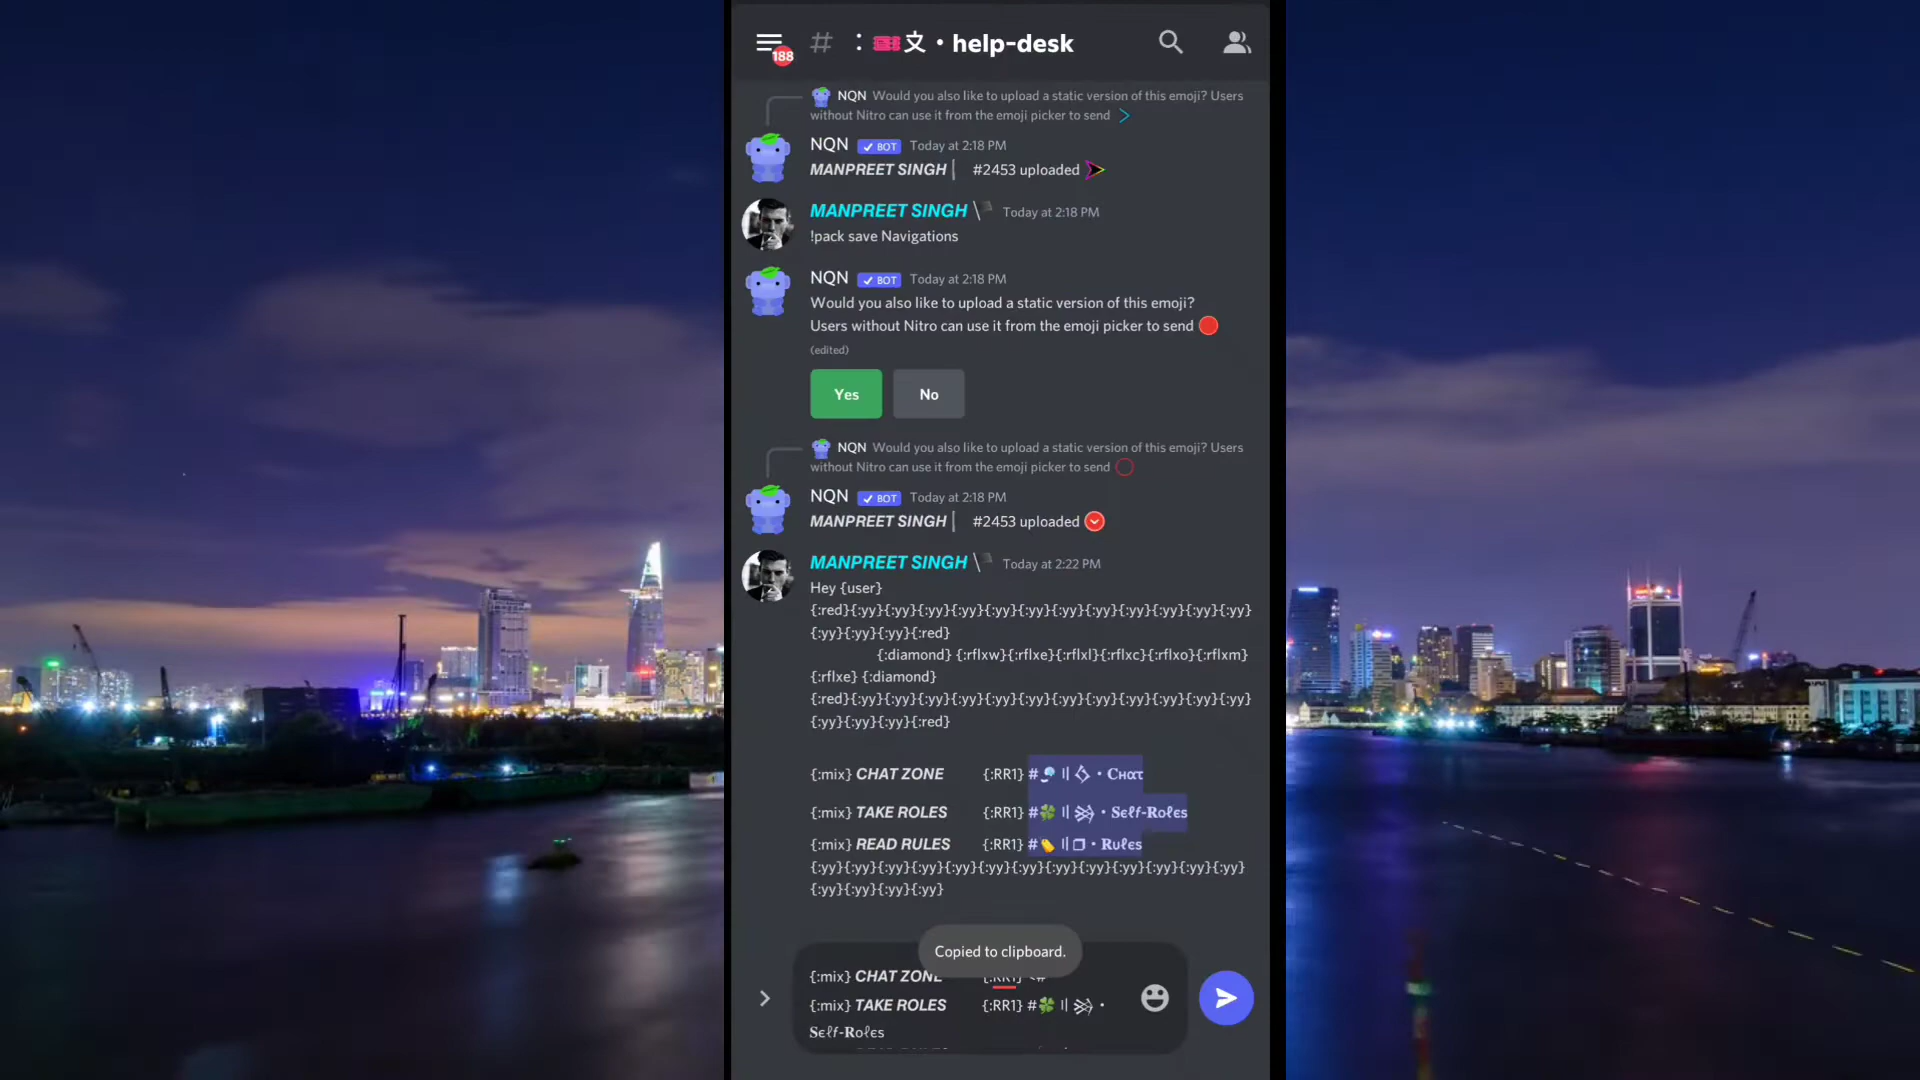 188 # : 文 • help-desk
NQN Would you also like to upload a static version of this emoji? Users
without Nitro can use it from the emoji picker to send
NQN ✓ BOT Today at 2:18 PM
MANPREET SINGH | #2453 uploaded
MANPREET SINGH Today at 2:18 PM
!pack save Navigations
NQN ✓ BOT Today at 2:18 PM
Would you also like to upload a static version of this emoji?
Users without Nitro can use it from the emoji picker to send
(edited)
Yes No
NQN Would you also like to upload a static version of this emoji? Users
without Nitro can use it from the emoji picker to send
NQN ✓ BOT Today at 2:18 PM
MANPREET SINGH | #2453 uploaded
MANPREET SINGH Today at 2:22 PM
Hey {user}
{:red}{:yy}{:yy}{:yy}{:yy}{:yy}{:yy}{:yy}{:yy}{:yy}{:yy}{:yy}{:yy}
{:yy}{:yy}{:yy}{:red}
{:diamond} {:rflxw}{:rflxe}{:rflxl}{:rflxc}{:rflxo}{:rflxm}
{:rflxe} {:diamond}
{:red}{:yy}{:yy}{:yy}{:yy}{:yy}{:yy}{:yy}{:yy}{:yy}{:yy}{:yy}{:yy}
{:yy}{:yy}{:yy}{:red}
{:mix} CHAT ZONE {:RR1} # || • Cʜατ
{:mix} TAKE ROLES {:RR1} #🍀 || • Sєℓf-Roℓєs
{:mix} READ RULES {:RR1} # || • Rυℓєs
{:yy}{:yy}{:yy}{:yy}{:yy}{:yy}{:yy}{:yy}{:yy}{:yy}{:yy}{:yy}{:yy}
{:yy}{:yy}{:yy}{:yy}
Copied to clipboard.
{:mix} CHAT ZONE {:RR1} <#
{:mix} TAKE ROLES {:RR1} #🍀 || •
Sєℓf-Roℓєs